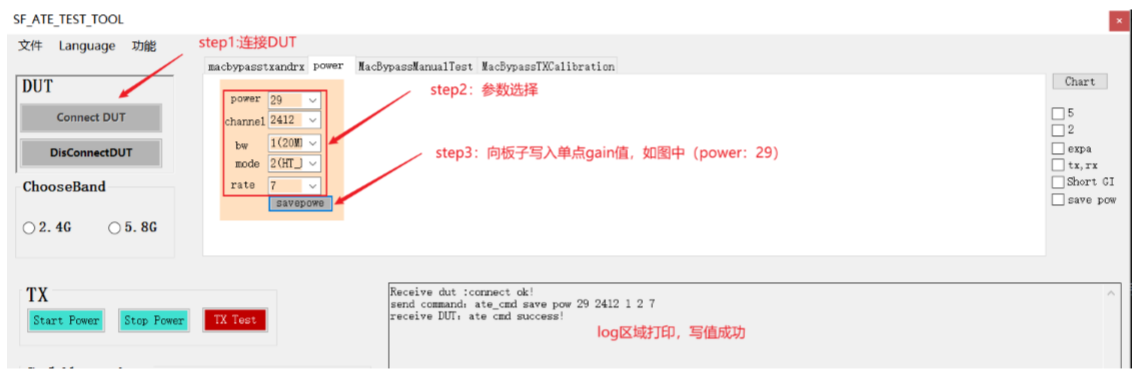 SF_ATE_TEST_TOOL
文件 Language 功能
step1:连接DUT
macbypasstxandrx power MacBypassManualTest MacBypassTXCalibration
DUT
Connect DUT
DisConnectDUT
ChooseBand
2.4G 5.8G
power 29
channel 2412
bw 1(20M
mode 2(HT_
rate 7
savepowe
step2：参数选择
step3：向板子写入单点gain值，如图中（power：29）
Chart
5
2
expa
tx,rx
Short GI
save pow
TX
Start Power Stop Power TX Test
Receive dut :connect ok!
send command: ate_cmd save pow 29 2412 1 2 7
receive DUT: ate cmd success!
log区域打印，写值成功